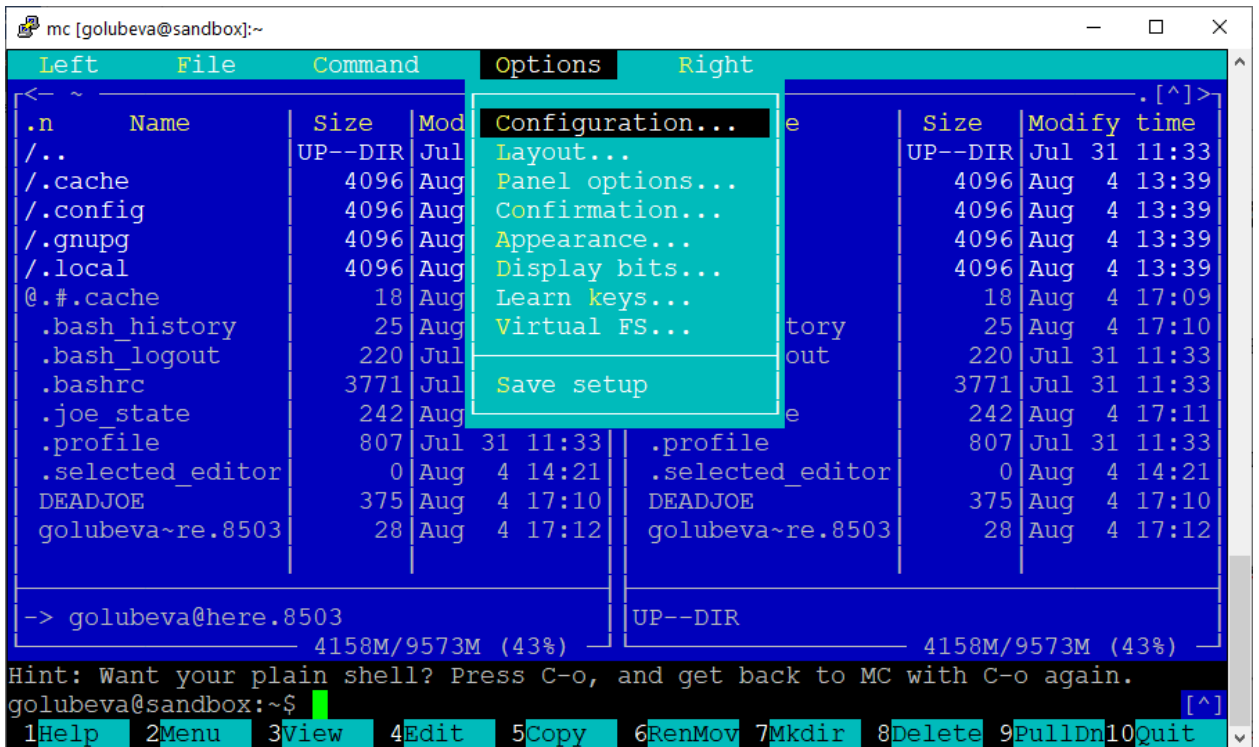 mc [golubeva@sandbox]:~
Left File Command Options Right
<- ~ .[^]>
.n Name Size Mod Configuration... e Size Modify time
/.. UP--DIR Jul Layout... UP--DIR Jul 31 11:33
/.cache 4096 Aug Panel options... 4096 Aug 4 13:39
/.config 4096 Aug Confirmation... 4096 Aug 4 13:39
/.gnupg 4096 Aug Appearance... 4096 Aug 4 13:39
/.local 4096 Aug Display bits... 4096 Aug 4 13:39
@.#.cache 18 Aug Learn keys... 18 Aug 4 17:09
.bash_history 25 Aug Virtual FS... tory 25 Aug 4 17:10
.bash_logout 220 Jul out 220 Jul 31 11:33
.bashrc 3771 Jul Save setup 3771 Jul 31 11:33
.joe_state 242 Aug e 242 Aug 4 17:11
.profile 807 Jul 31 11:33 .profile 807 Jul 31 11:33
.selected_editor 0 Aug 4 14:21 .selected_editor 0 Aug 4 14:21
DEADJOE 375 Aug 4 17:10 DEADJOE 375 Aug 4 17:10
golubeva~re.8503 28 Aug 4 17:12 golubeva~re.8503 28 Aug 4 17:12
-> golubeva@here.8503 UP--DIR
4158M/9573M (43%) 4158M/9573M (43%)
Hint: Want your plain shell? Press C-o, and get back to MC with C-o again.
golubeva@sandbox:~$ [^]
1Help 2Menu 3View 4Edit 5Copy 6RenMov 7Mkdir 8Delete 9PullDn 10Quit